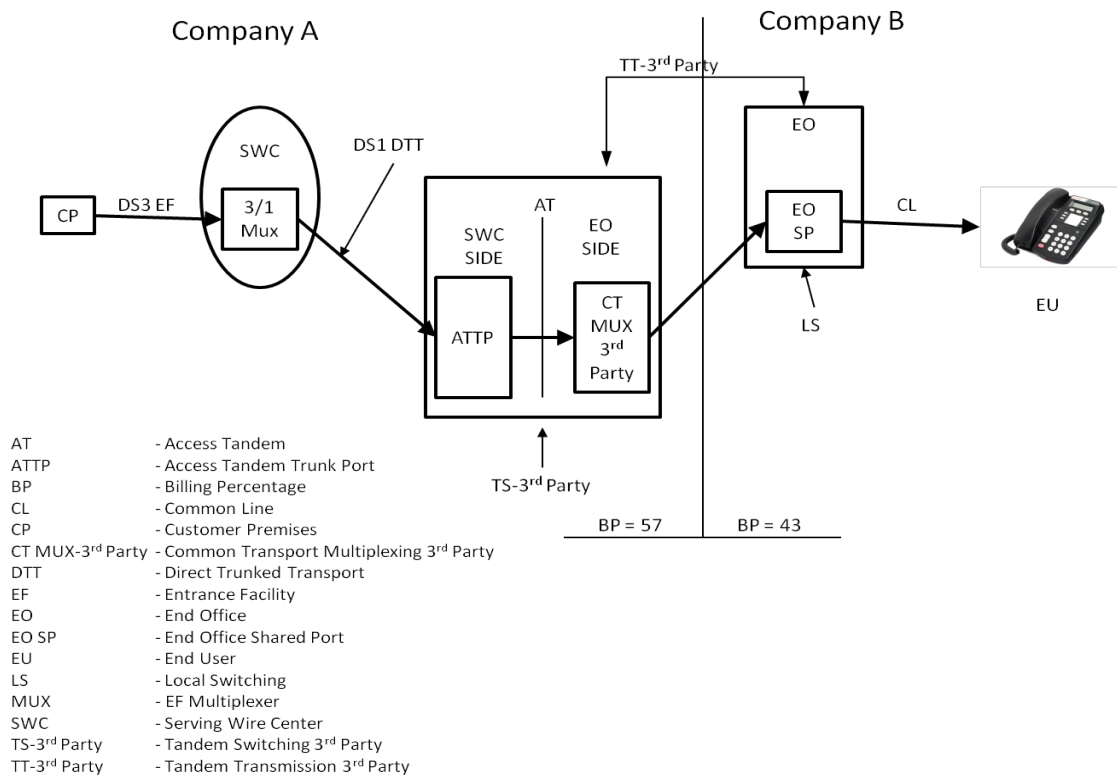 Company A
Company B
TT-3rd Party
EO
SWC
DS1 DTT
CP
DS3 EF
3/1
Mux
AT
SWC
SIDE
EO
SIDE
EO
SP
CL
ATTP
CT
MUX
3rd
Party
LS
EU
TS-3rd Party
BP = 57
BP = 43
AT - Access Tandem
ATTP - Access Tandem Trunk Port
BP - Billing Percentage
CL - Common Line
CP - Customer Premises
CT MUX-3rd Party - Common Transport Multiplexing 3rd Party
DTT - Direct Trunked Transport
EF - Entrance Facility
EO - End Office
EO SP - End Office Shared Port
EU - End User
LS - Local Switching
MUX - EF Multiplexer
SWC - Serving Wire Center
TS-3rd Party - Tandem Switching 3rd Party
TT-3rd Party - Tandem Transmission 3rd Party